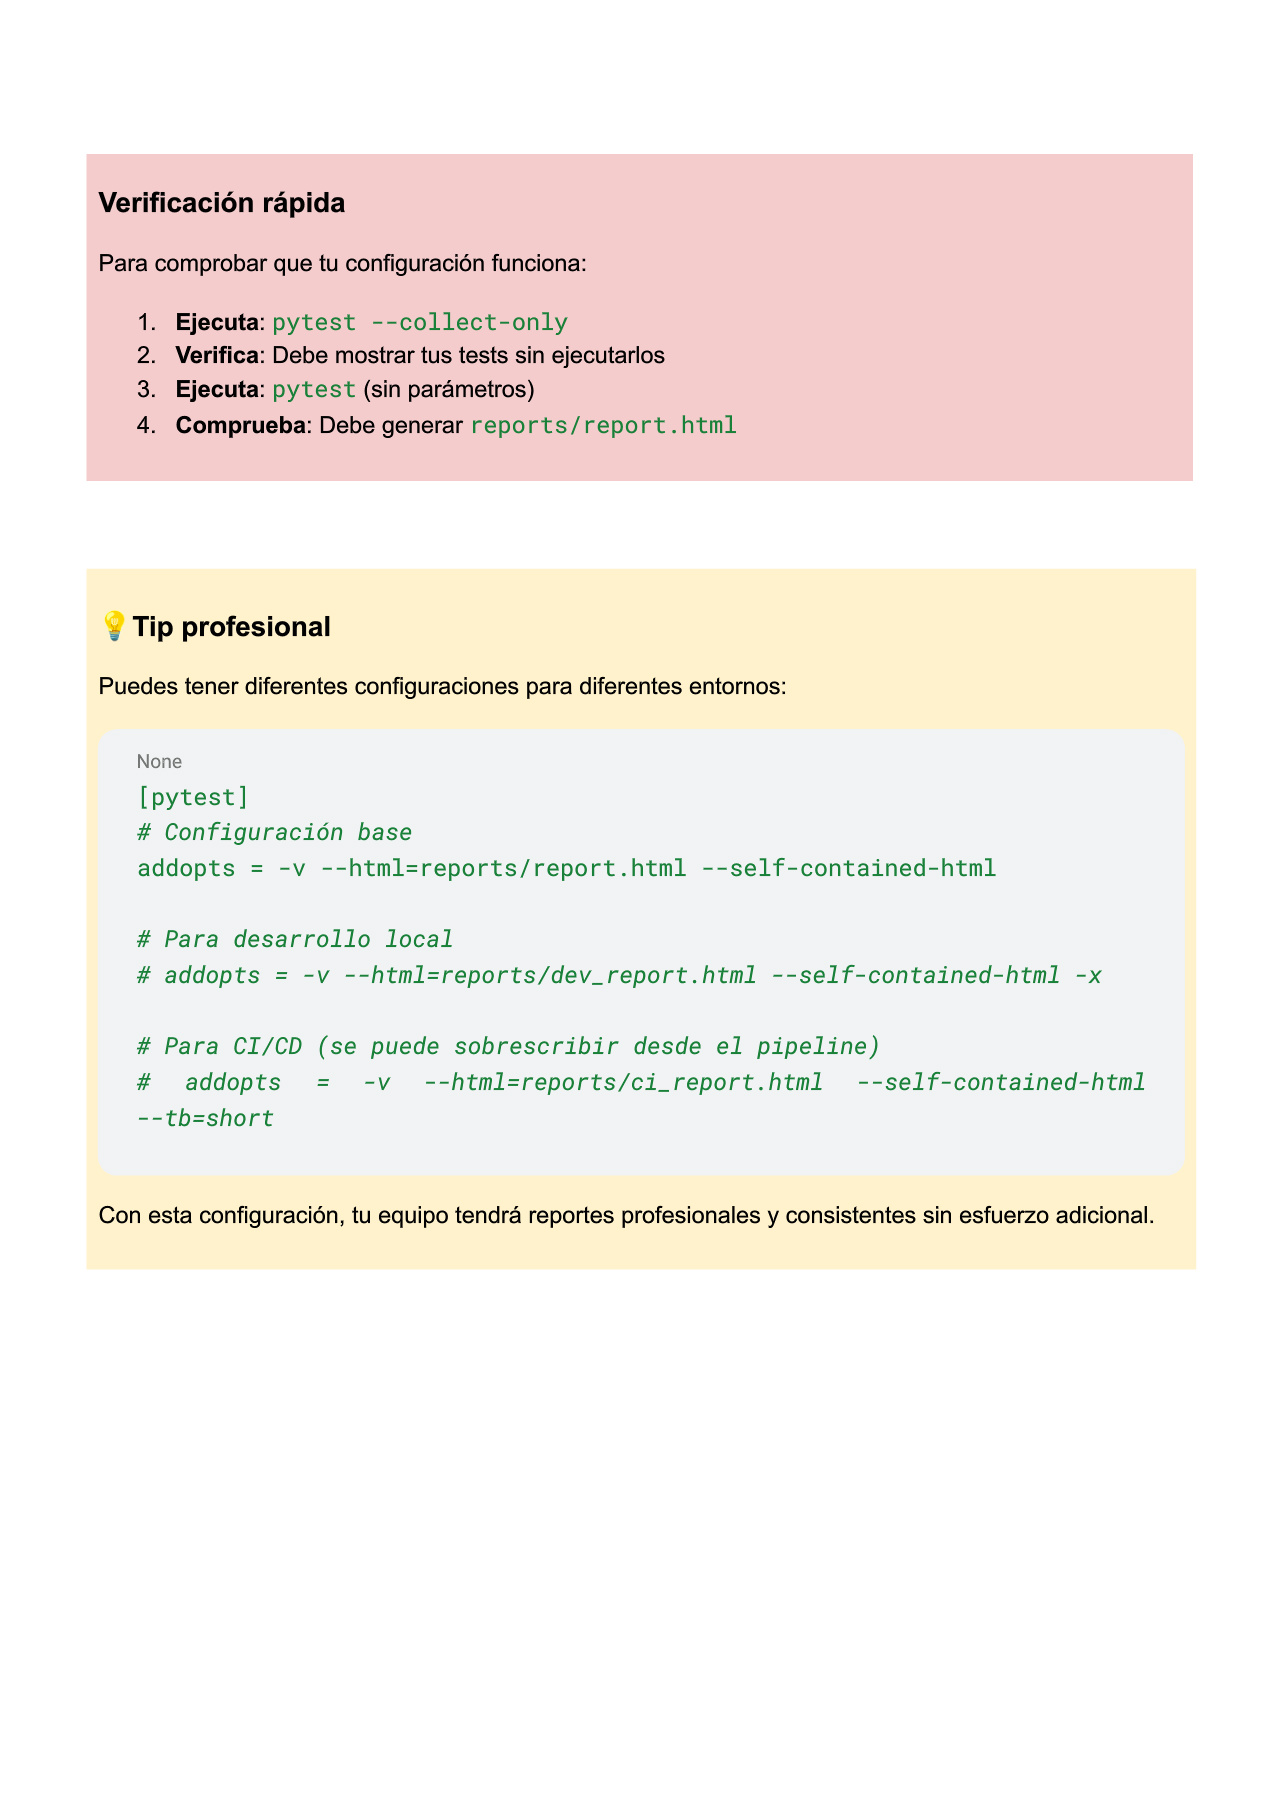 Verificación rápida
Para comprobar que tu configuración funciona:
1. Ejecuta: pytest --collect-only
2. Verifica: Debe mostrar tus tests sin ejecutarlos
3. Ejecuta: pytest (sin parámetros)
4. Comprueba: Debe generar reports/report.html
💡Tip profesional
Puedes tener diferentes configuraciones para diferentes entornos:
None
[pytest]
# Configuración base
addopts = -v --html=reports/report.html --self-contained-html
# Para desarrollo local
# addopts = -v --html=reports/dev_report.html --self-contained-html -x
# Para CI/CD (se puede sobrescribir desde el pipeline)
# addopts = -v --html=reports/ci_report.html --self-contained-html
--tb=short
Con esta configuración, tu equipo tendrá reportes profesionales y consistentes sin esfuerzo adicional.